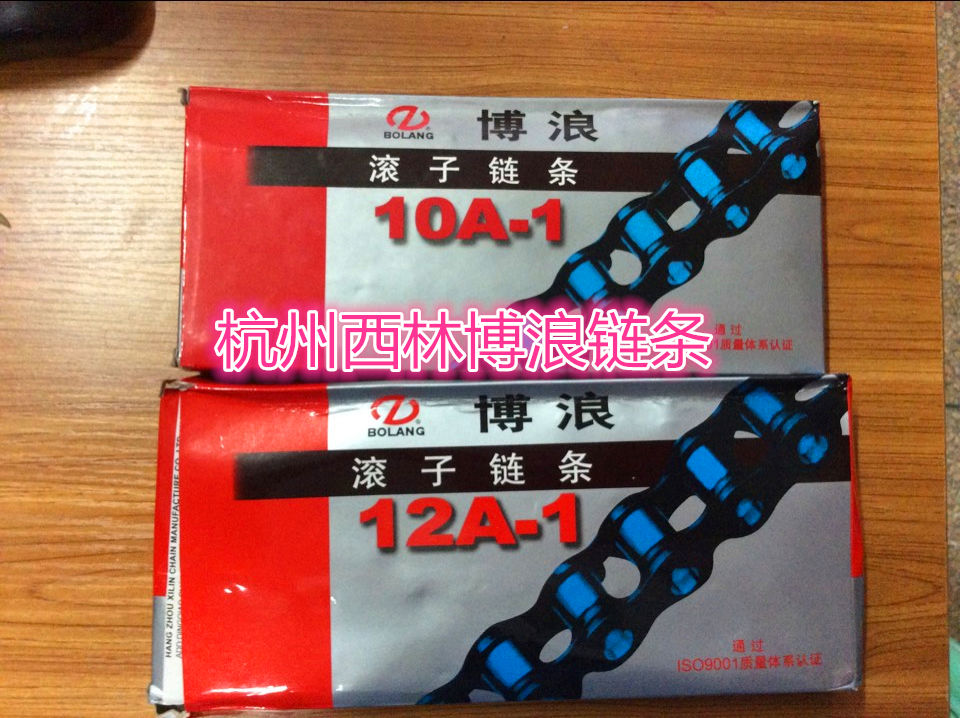 BOLANG
博浪
滚子链条
10A-1
杭州西林博浪链条
通过
1质量体系认证
BOLANG
博浪
滚子链条
12A-1
HANG ZHOU XILIN CHAIN MANUFACTURE CO.,LTD
通过
ISO9001质量体系认证